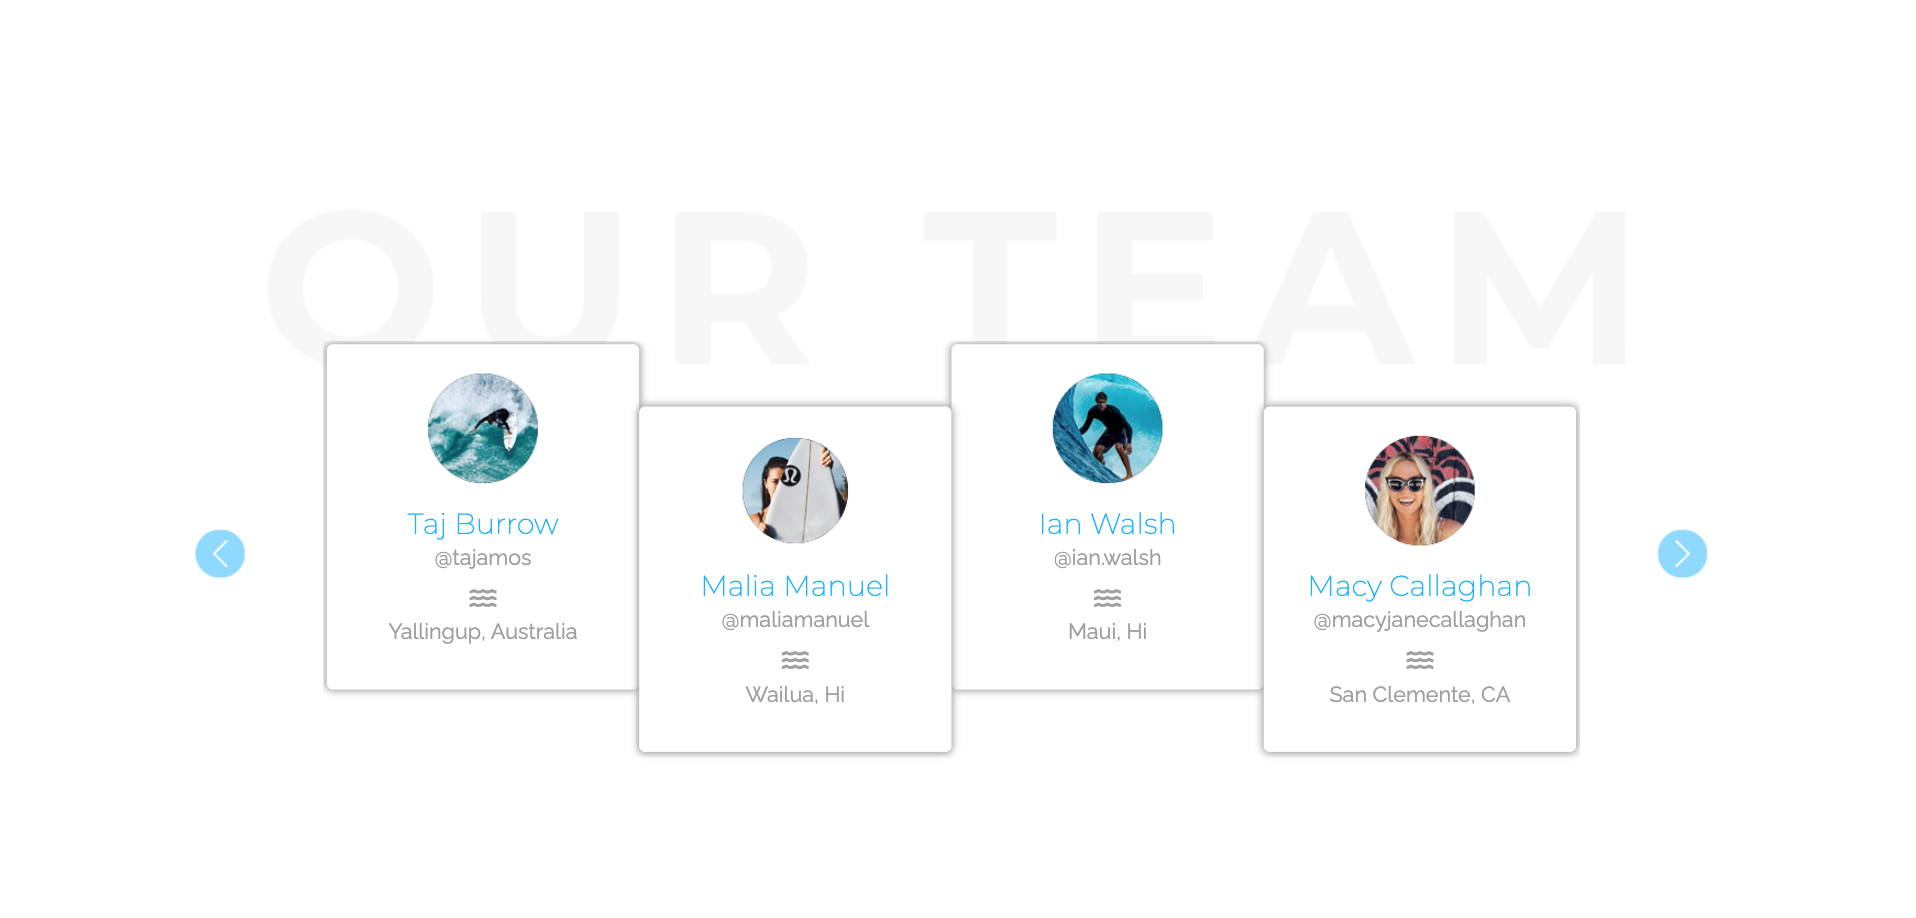 OUR TEAM
Taj Burrow
@tajamos
Yallingup, Australia
Malia Manuel
@maliamanuel
Wailua, Hi
Ian Walsh
@ian.walsh
Maui, Hi
Macy Callaghan
@macyjanecallaghan
San Clemente, CA